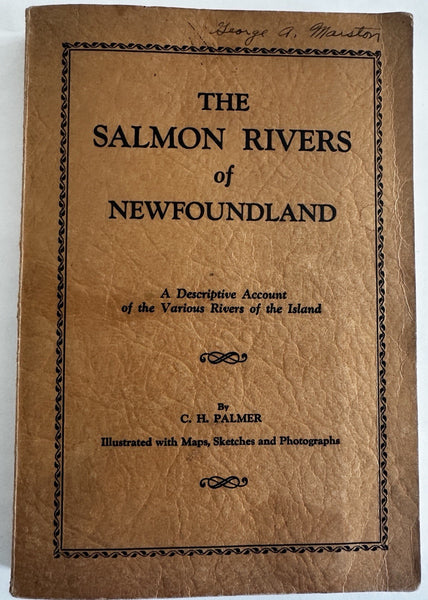 George A. Marston
THE
SALMON RIVERS
of
NEWFOUNDLAND
A Descriptive Account
of the Various Rivers of the Island
By
C. H. PALMER
Illustrated with Maps, Sketches and Photographs